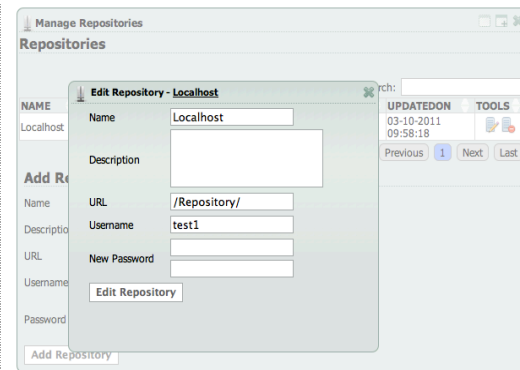 Manage Repositories
Repositories
rch:
NAME UPDATEDON TOOLS
Localhost 03-10-2011
09:58:18
Previous 1 Next Last
Edit Repository - Localhost
Name Localhost
Description
URL /Repository/
Username test1
New Password
Edit Repository
Add Re
Name
Descriptio
URL
Username
Password
Add Repository